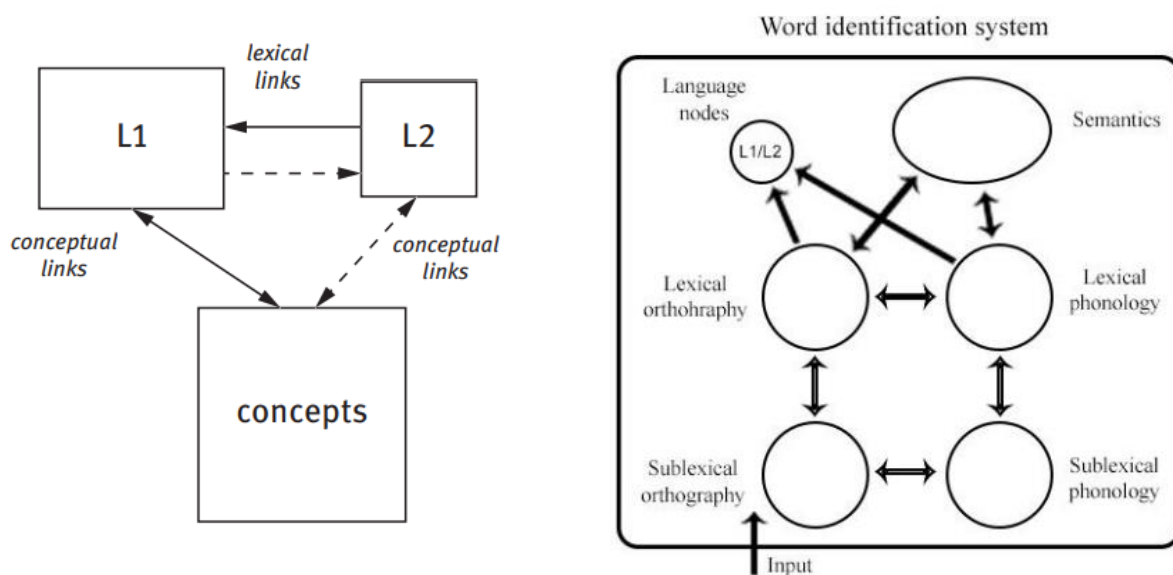 lexical
links
L1
L2
conceptual
links
conceptual
links
concepts
Word identification system
Language
nodes
L1/L2
Semantics
Lexical
orthohraphy
Lexical
phonology
Sublexical
orthography
Sublexical
phonology
Input